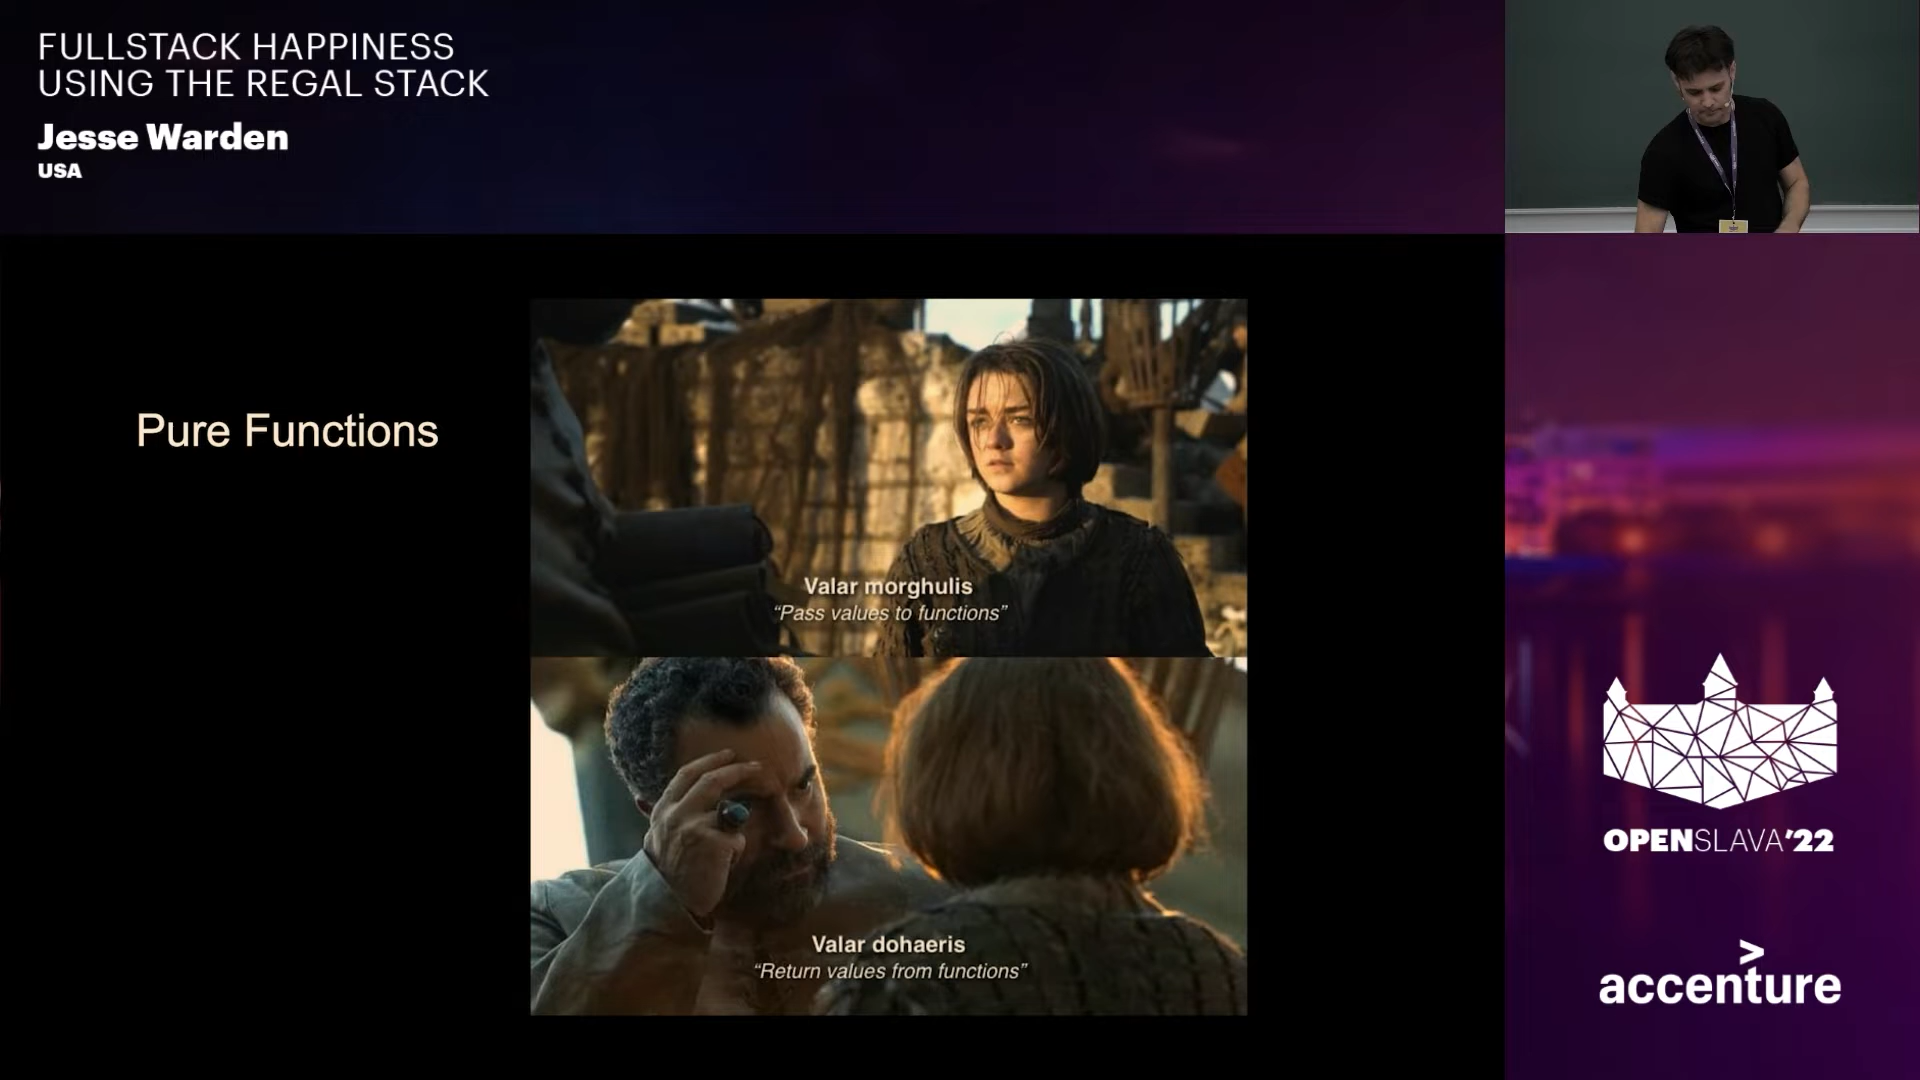 FULLSTACK HAPPINESS
USING THE REGAL STACK
Jesse Warden
USA
Pure Functions
Valar morghulis
“Pass values to functions”
Valar dohaeris
“Return values from functions”
OPENSLAVA'22
accenture